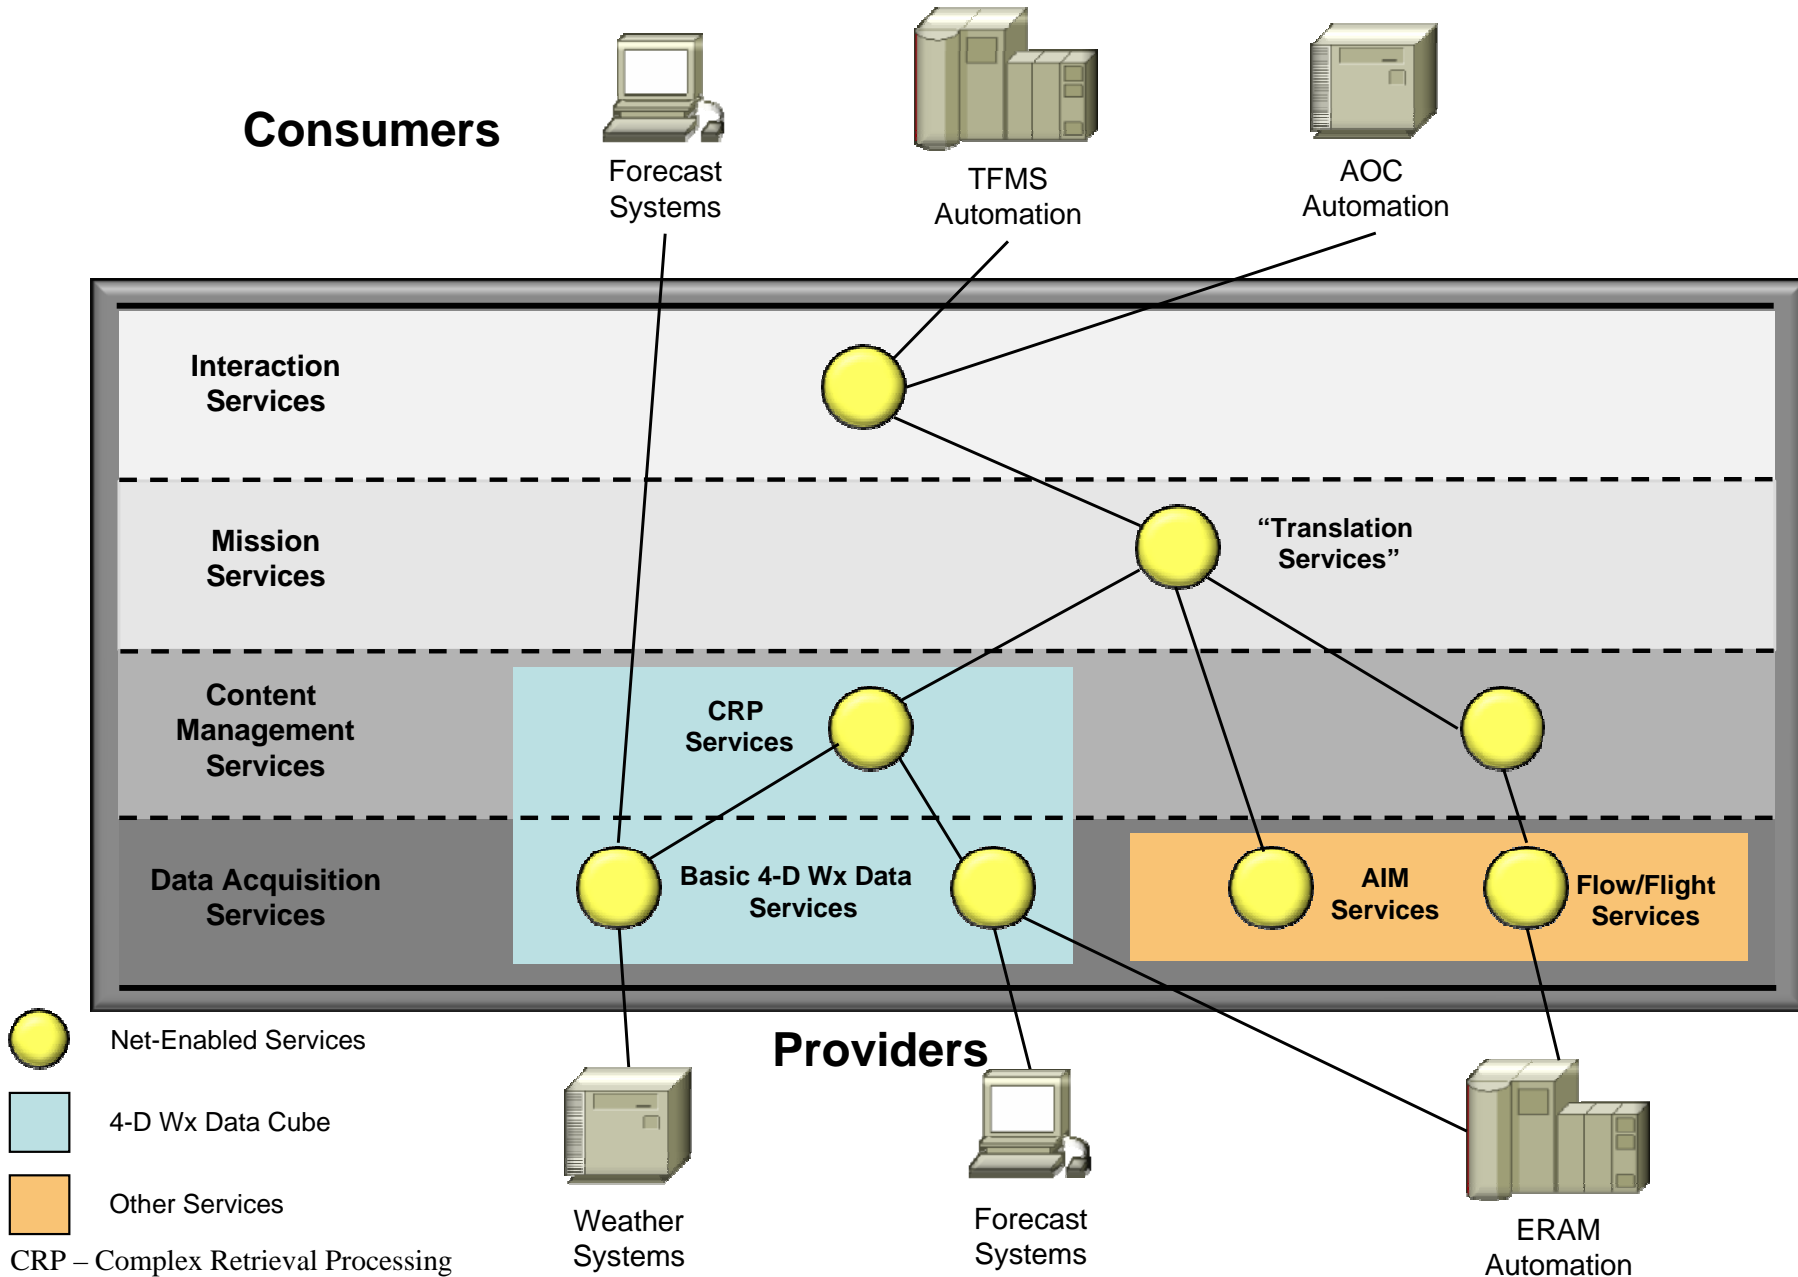 Consumers
Forecast
Systems
TFMS
Automation
AOC
Automation
Interaction
Services
Mission
Services
“Translation
Services”
Content
Management
Services
CRP
Services
Data Acquisition
Services
Basic 4-D Wx Data
Services
AIM
Services
Flow/Flight
Services
Providers
Net-Enabled Services
4-D Wx Data Cube
Other Services
CRP – Complex Retrieval Processing
Weather
Systems
Forecast
Systems
ERAM
Automation